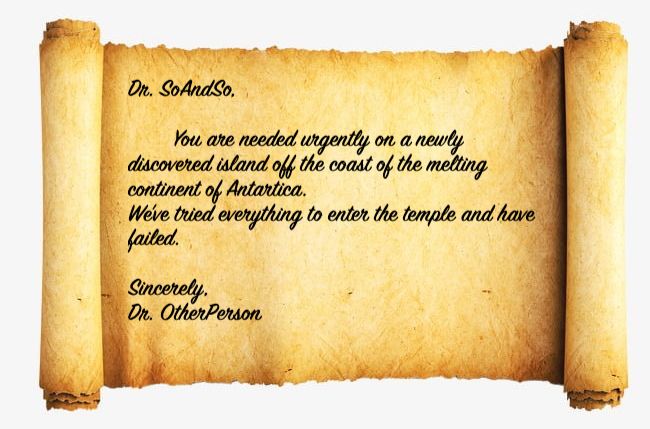 Dr. SoAndSo,
You are needed urgently on a newly
discovered island off the coast of the melting
continent of Antartica.
We've tried everything to enter the temple and have
failed.
Sincerely,
Dr. OtherPerson